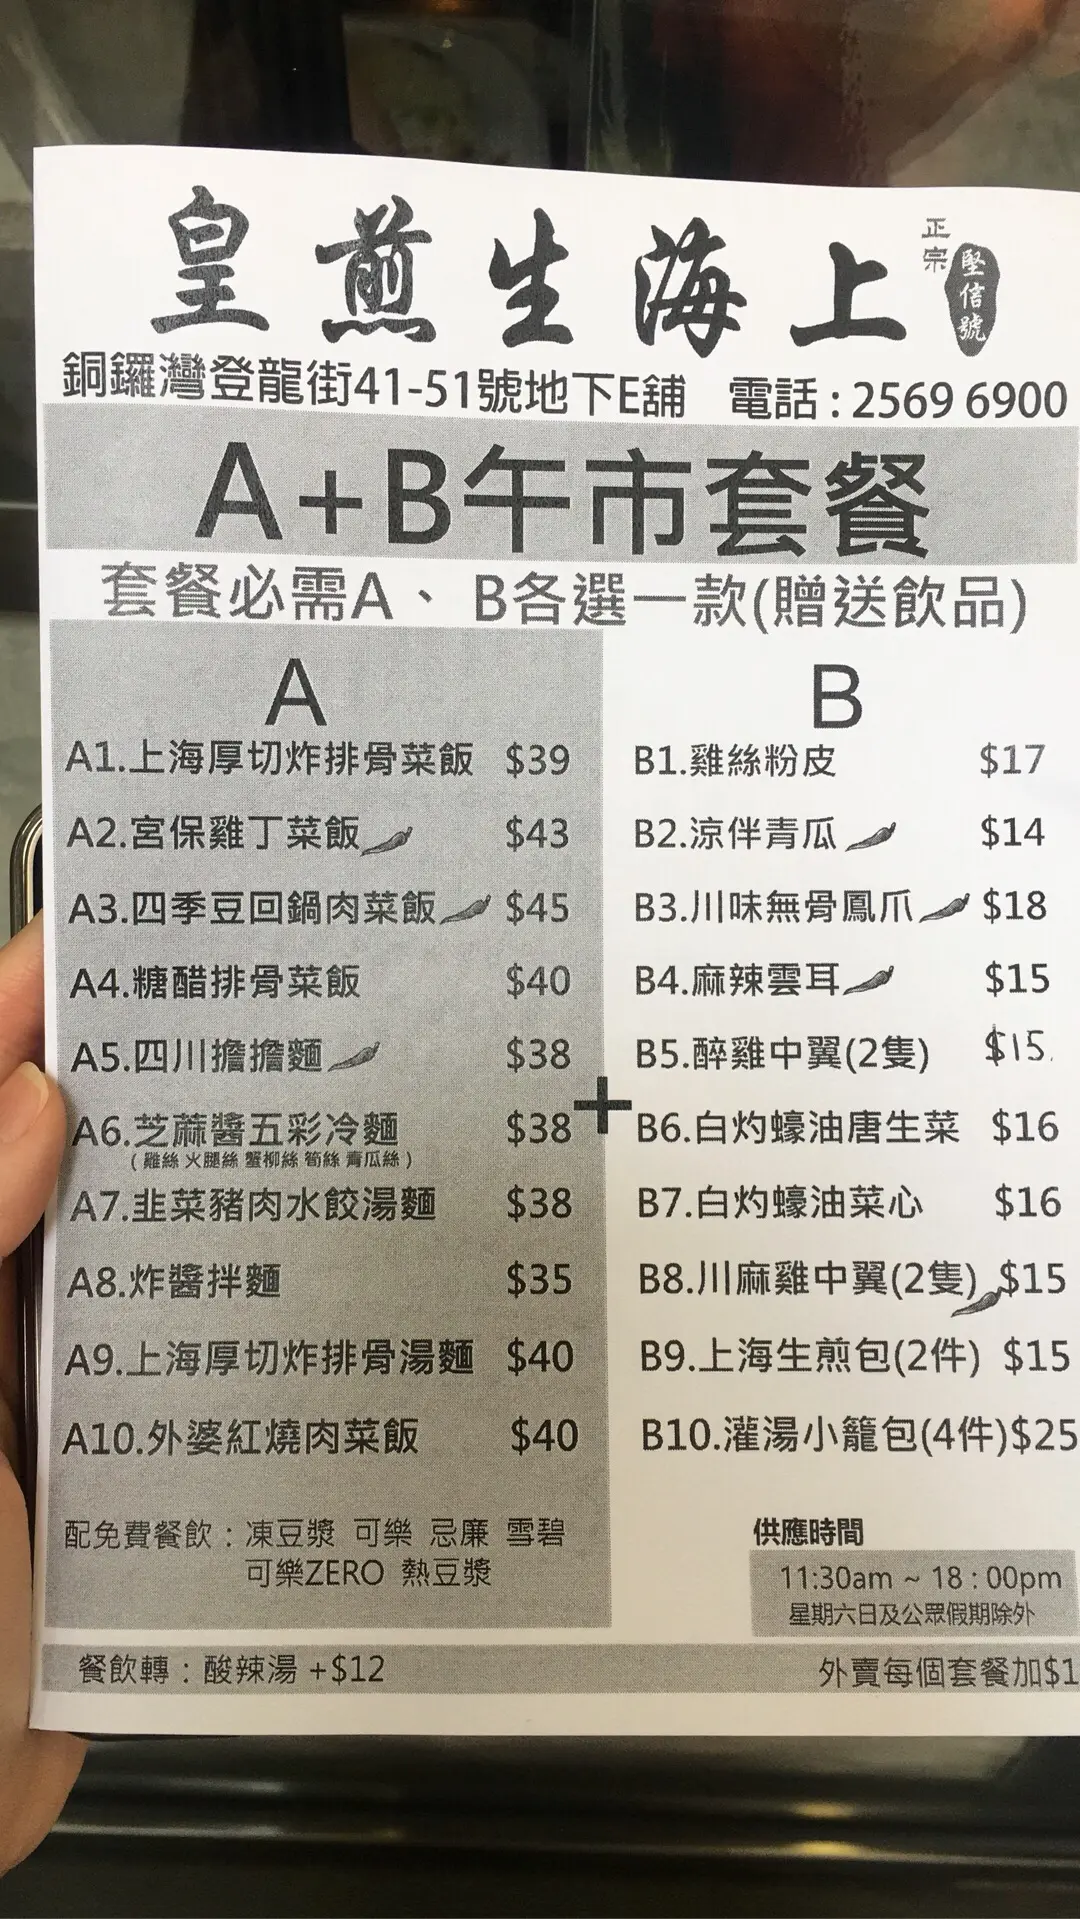 皇煎生海上
正宗
堅信號
銅鑼灣登龍街41-51號地下E舖 電話 : 2569 6900
A+B午市套餐
套餐必需A、 B各選一款(贈送飲品)
A
A1.上海厚切炸排骨菜飯 $39
A2.宮保雞丁菜飯 $43
A3.四季豆回鍋肉菜飯 $45
A4.糖醋排骨菜飯 $40
A5.四川擔擔麵 $38
A6.芝蔴醬五彩冷麵 $38
( 雞絲 火腿絲 蟹柳絲 筍絲 青瓜絲 )
A7.韭菜豬肉水餃湯麵 $38
A8.炸醬拌麵 $35
A9.上海厚切炸排骨湯麵 $40
A10.外婆紅燒肉菜飯 $40
配免費餐飲 : 凍豆漿 可樂 忌廉 雪碧
可樂ZERO 熱豆漿
+
B
B1.雞絲粉皮 $17
B2.涼伴青瓜 $14
B3.川味無骨鳳爪 $18
B4.麻辣雲耳 $15
B5.醉雞中翼(2隻) $15
B6.白灼蠔油唐生菜 $16
B7.白灼蠔油菜心 $16
B8.川麻雞中翼(2隻) $15
B9.上海生煎包(2件) $15
B10.灌湯小籠包(4件)$25
供應時間
11:30am ~ 18 : 00pm
星期六日及公眾假期除外
餐飲轉 : 酸辣湯 +$12
外賣每個套餐加$1